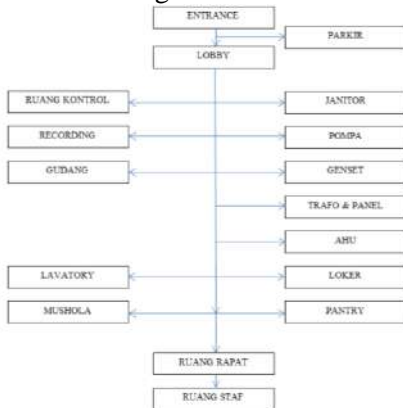 ENTRANCE
PARKIR
LOBBY
RUANG KONTROL
JANITOR
RECORDING
POMPA
GUDANG
GENSET
TRAFO & PANEL
AHU
LAVATORY
LOKER
MUSHOLA
PANTRY
RUANG RAPAT
RUANG STAF